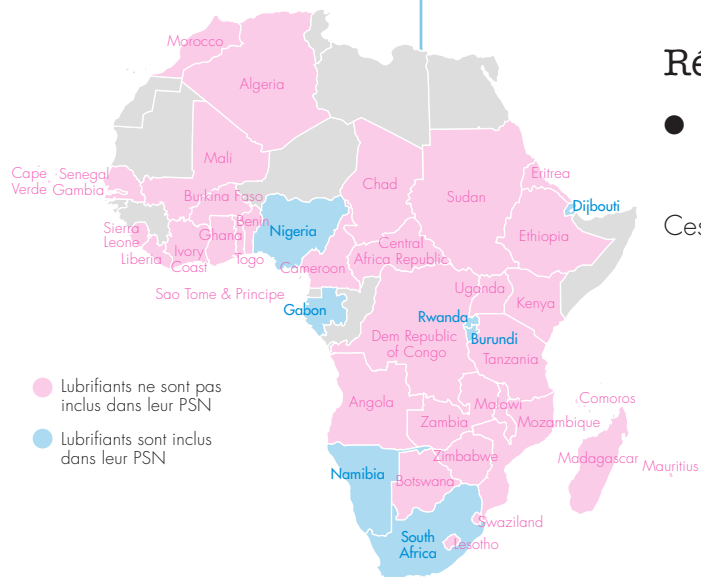 Ré
●
Ces
Morocco
Algeria
Mali
Cape
Verde
Senegal
Gambia
Burkina Faso
Chad
Sudan
Eritrea
Djibouti
Sierra
Leone
Liberia
Ivory
Coast
Ghana
Benin
Togo
Nigeria
Cameroon
Central
Africa Republic
Ethiopia
Sao Tome & Principe
Gabon
Uganda
Kenya
Rwanda
Burundi
Dem Republic
of Congo
Tanzania
Lubrifiants ne sont pas
inclus dans leur PSN
Lubrifiants sont inclus
dans leur PSN
Angola
Malawi
Comoros
Zambia
Mozambique
Zimbabwe
Madagascar
Mauritius
Namibia
Botswana
Swaziland
South
Africa
Lesotho